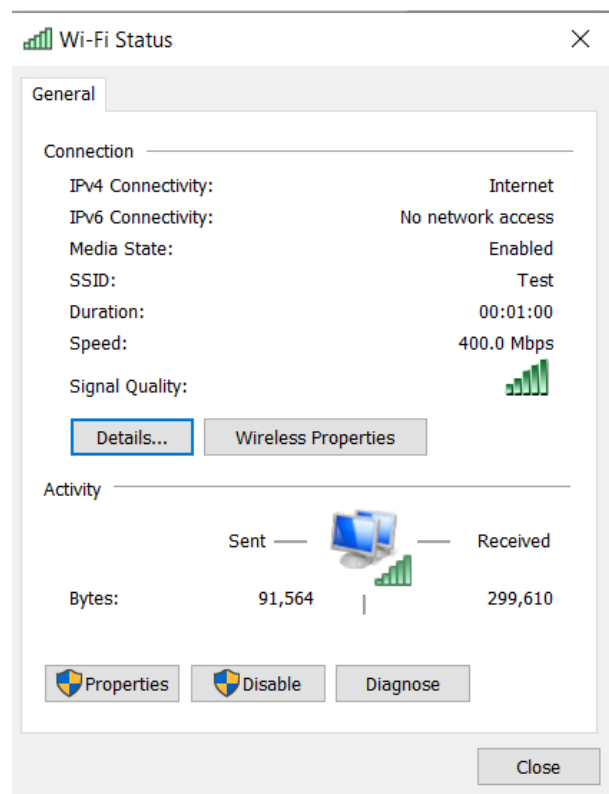 Wi-Fi Status
General
Connection
IPv4 Connectivity: Internet
IPv6 Connectivity: No network access
Media State: Enabled
SSID: Test
Duration: 00:01:00
Speed: 400.0 Mbps
Signal Quality:
Details... Wireless Properties
Activity
Sent Received
Bytes: 91,564 299,610
Properties Disable Diagnose
Close